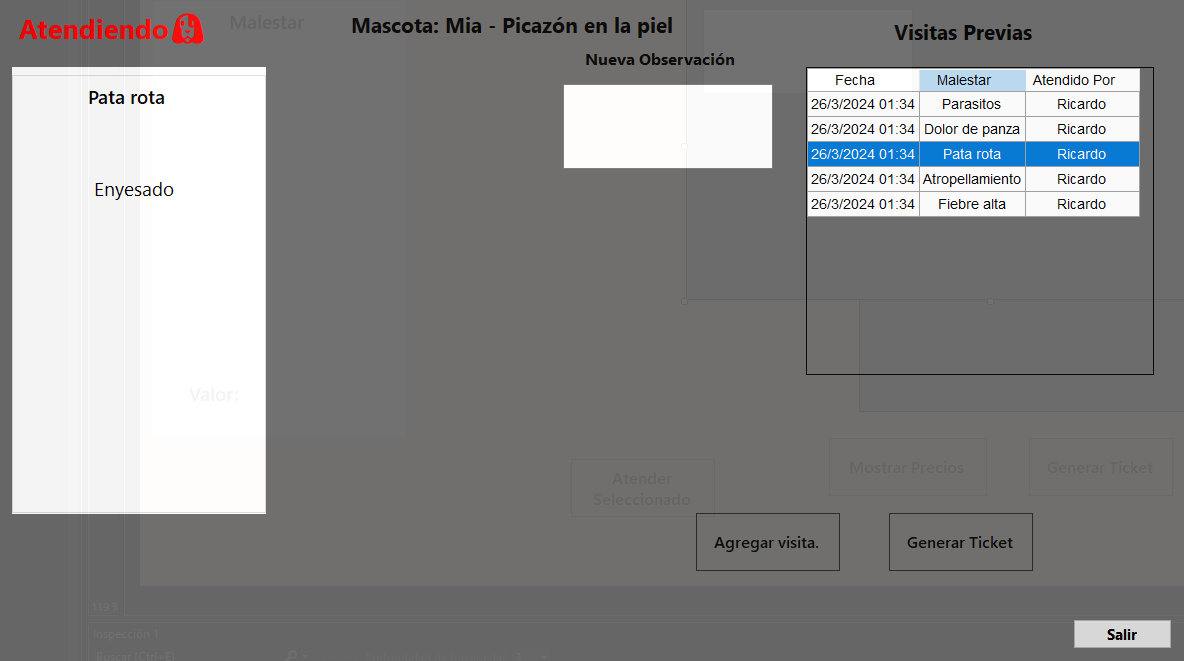 Atendiendo
Malestar
Mascota: Mia - Picazón en la piel
Visitas Previas
Nueva Observación
Pata rota
Enyesado
Valor:
Fecha Malestar Atendido Por
26/3/2024 01:34 Parasitos Ricardo
26/3/2024 01:34 Dolor de panza Ricardo
26/3/2024 01:34 Pata rota Ricardo
26/3/2024 01:34 Atropellamiento Ricardo
26/3/2024 01:34 Fiebre alta Ricardo
Atender
Seleccionado
Mostrar Precios
Generar Ticket
Agregar visita.
Generar Ticket
Inspección 1
Buscar (Ctrl+E)
Salir